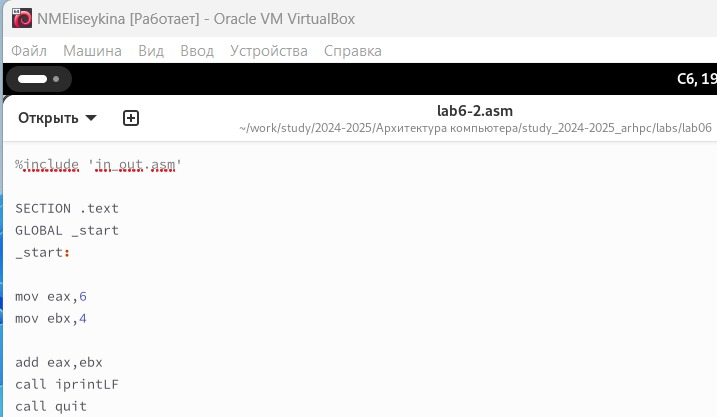 NMEliseykina [Работает] - Oracle VM VirtualBox
Файл Машина Вид Ввод Устройства Справка
Сб, 19
Открыть lab6-2.asm
~/work/study/2024-2025/Архитектура компьютера/study_2024-2025_arhpc/labs/lab06
%include 'in_out.asm'
SECTION .text
GLOBAL _start
_start:
mov eax,6
mov ebx,4
add eax,ebx
call iprintLF
call quit